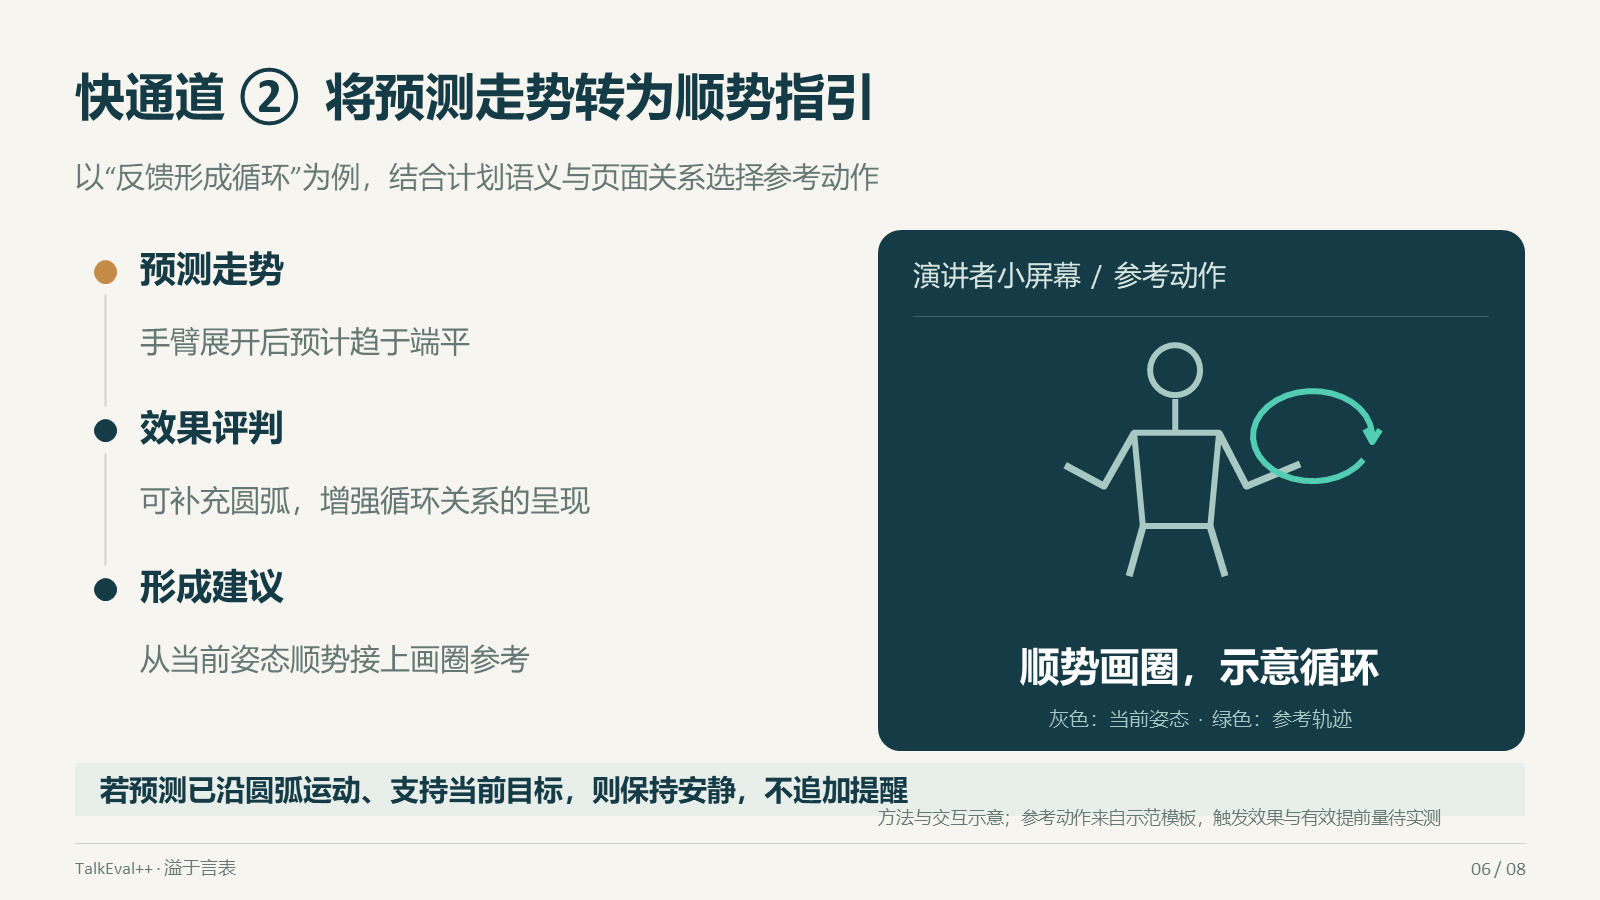 快通道 ② 将预测走势转为顺势指引
以“反馈形成循环”为例，结合计划语义与页面关系选择参考动作
预测走势
手臂展开后预计趋于端平
效果评判
可补充圆弧，增强循环关系的呈现
形成建议
从当前姿态顺势接上画圈参考
演讲者小屏幕 / 参考动作
顺势画圈，示意循环
灰色：当前姿态 · 绿色：参考轨迹
若预测已沿圆弧运动、支持当前目标，则保持安静，不追加提醒
方法与交互示意；参考动作来自示范模板，触发效果与有效提前量待实测
TalkEval++ · 溢于言表
06 / 08